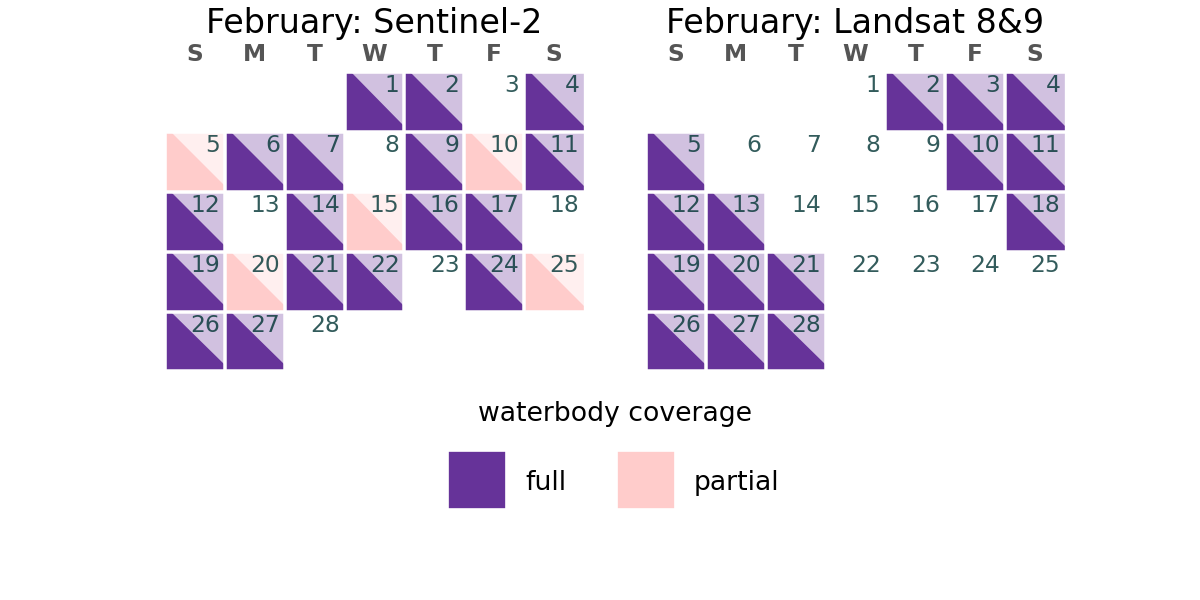 February: Sentinel-2
S M T W T F S
1 2 3 4
5 6 7 8 9 10 11
12 13 14 15 16 17 18
19 20 21 22 23 24 25
26 27 28
February: Landsat 8&9
S M T W T F S
1 2 3 4
5 6 7 8 9 10 11
12 13 14 15 16 17 18
19 20 21 22 23 24 25
26 27 28
waterbody coverage
full
partial